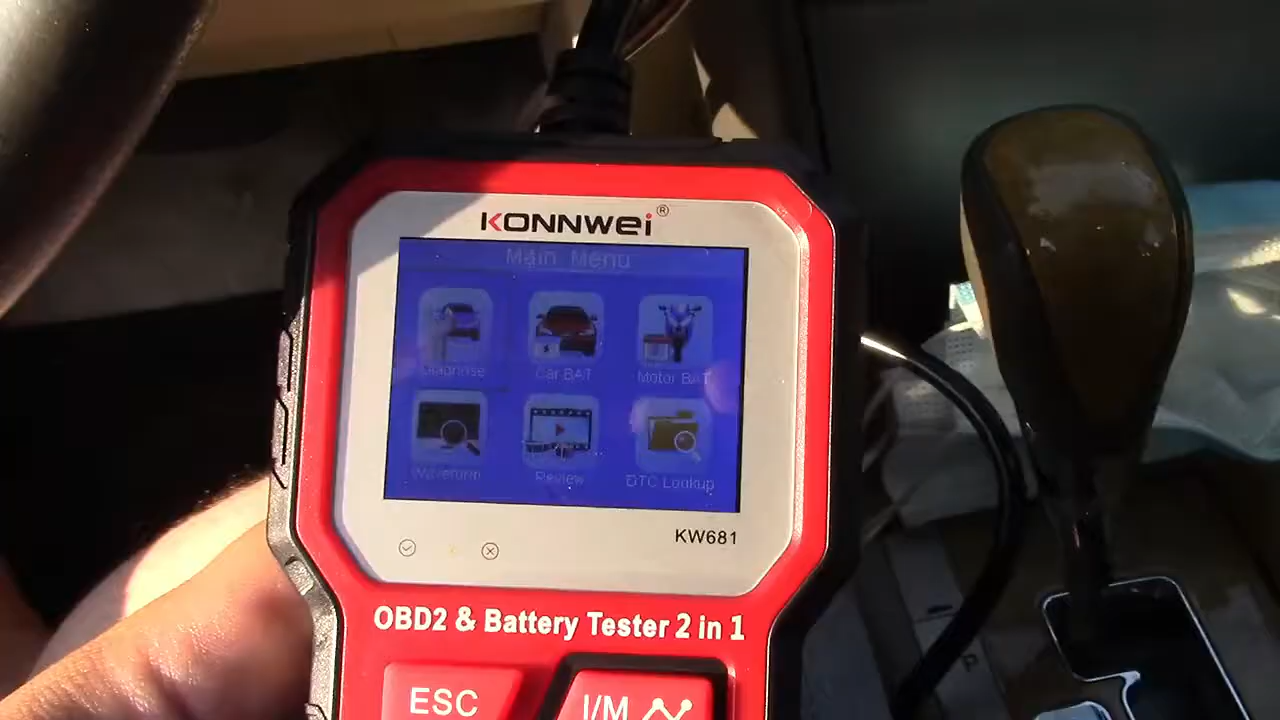 KONNWEI®
Main Menu
Diagnose
Car BAT
Motor BAT
Waveform
Review
DTC Lookup
KW681
OBD2 & Battery Tester 2 in 1
ESC
I/M
P